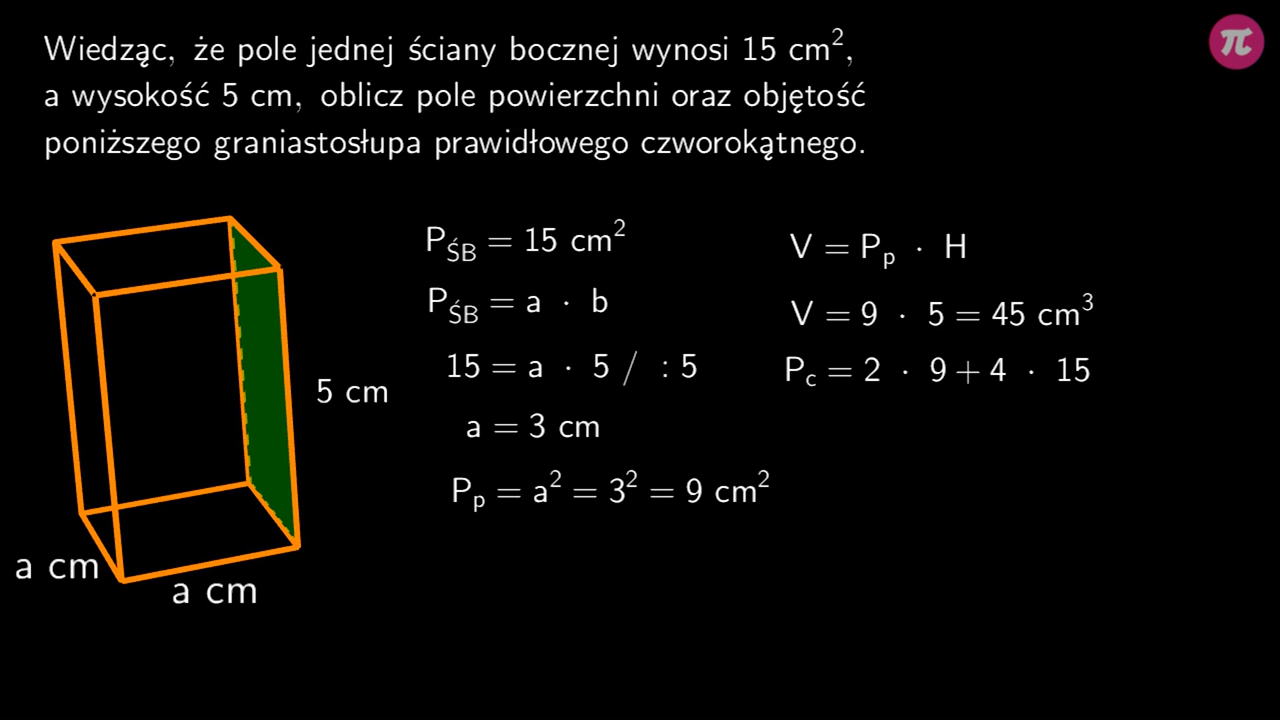 Wiedząc, że pole jednej ściany bocznej wynosi 15 cm²,
a wysokość 5 cm, oblicz pole powierzchni oraz objętość
poniższego graniastosłupa prawidłowego czworokątnego.
P_ŚB = 15 cm²
P_ŚB = a · b
15 = a · 5 / : 5
a = 3 cm
P_p = a² = 3² = 9 cm²
V = P_p · H
V = 9 · 5 = 45 cm³
P_c = 2 · 9 + 4 · 15
5 cm
a cm
a cm
π